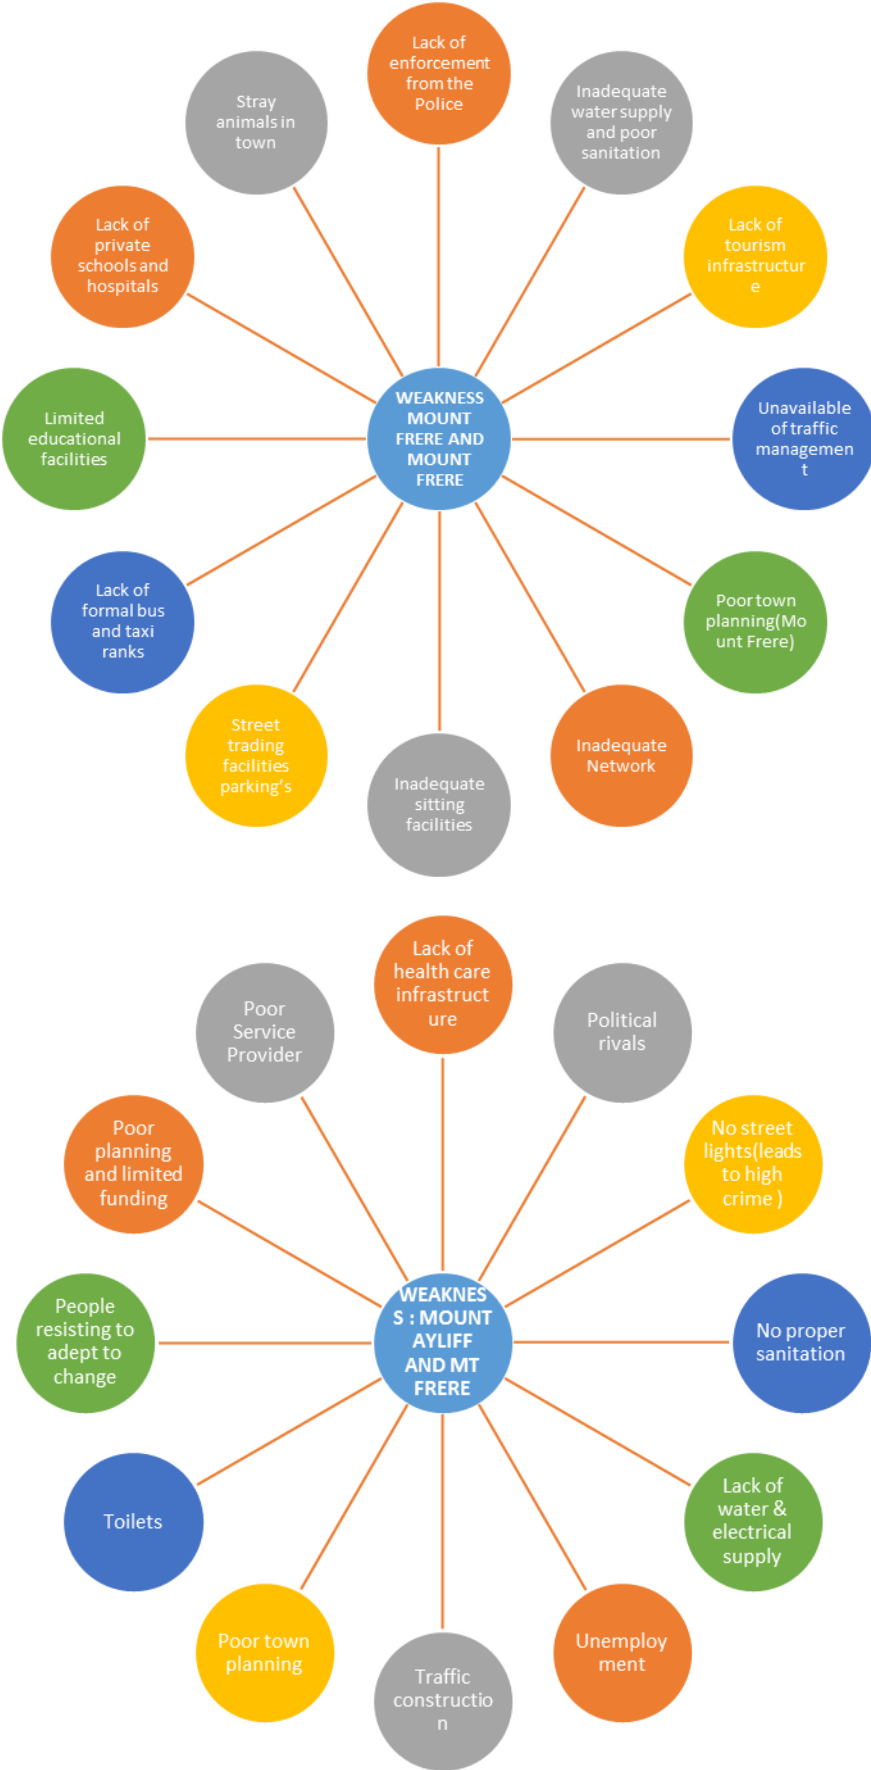 Lack of
enforcement
from the
Police
Inadequate
water supply
and poor
sanitation
Lack of
tourism
infrastructur
e
Unavailable
of traffic
managemen
t
Poor town
planning(Mo
unt Frere)
Inadequate
Network
Inadequate
sitting
facilities
Street
trading
facilities
parking's
Lack of
formal bus
and taxi
ranks
Limited
educational
facilities
Lack of
private
schools and
hospitals
Stray
animals in
town
WEAKNESS
MOUNT
FRERE AND
MOUNT
FRERE
Lack of
health care
infrastruct
ure
Political
rivals
No street
lights(leads
to high
crime )
No proper
sanitation
Lack of
water &
electrical
supply
Unemploy
ment
Traffic
constructio
n
Poor town
planning
Toilets
People
resisting to
adept to
change
Poor
planning
and limited
funding
Poor
Service
Provider
WEAKNES
S : MOUNT
AYLIFF
AND MT
FRERE